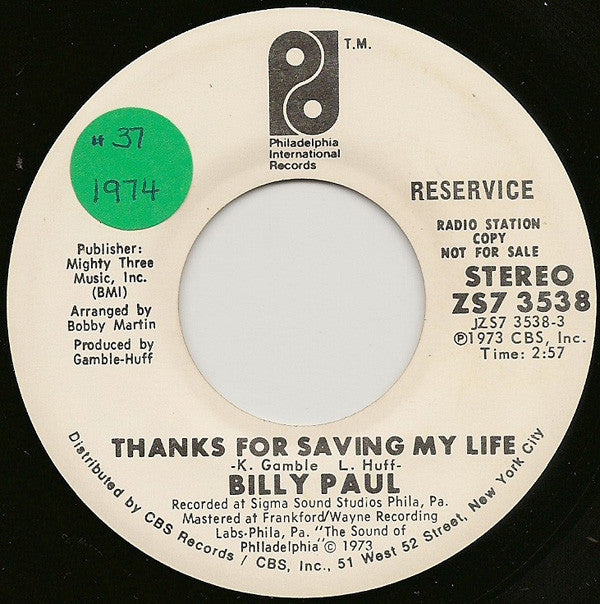 T.M.
Philadelphia
International
Records
# 37
1974
RESERVICE
RADIO STATION
COPY
NOT FOR SALE
STEREO
ZS7 3538
JZS7 3538-3
℗1973 CBS, Inc.
Time: 2:57
Publisher:
Mighty Three
Music, Inc.
(BMI)
Arranged by
Bobby Martin
Produced by
Gamble-Huff
THANKS FOR SAVING MY LIFE
-K. Gamble L. Huff-
BILLY PAUL
Recorded at Sigma Sound Studios Phila, Pa.
Mastered at Frankford/Wayne Recording
Labs-Phila, Pa. "The Sound of
Philadelphia" © 1973
Distributed by CBS Records / CBS, Inc., 51 West 52 Street, New York City